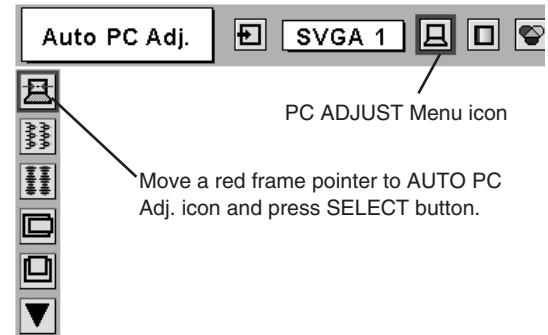 Auto PC Adj.
SVGA 1
PC ADJUST Menu icon
Move a red frame pointer to AUTO PC
Adj. icon and press SELECT button.